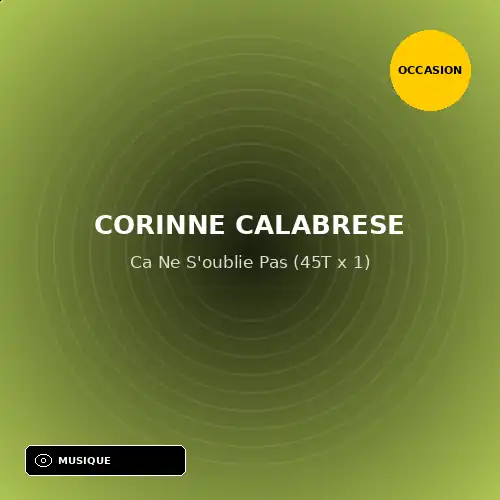 OCCASION
CORINNE CALABRESE
Ca Ne S'oublie Pas (45T x 1)
MUSIQUE